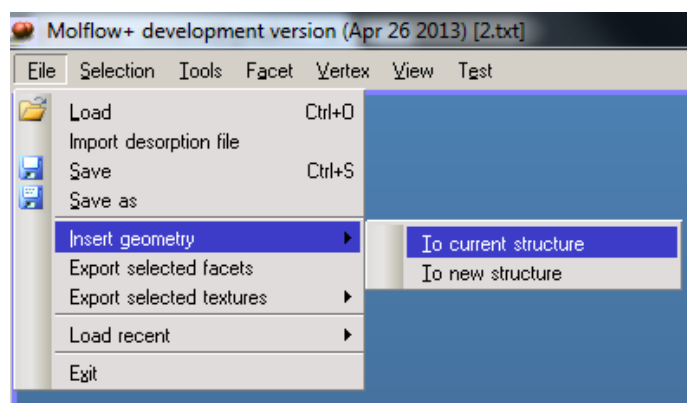 Molflow+ development version (Apr 26 2013) [2.txt]
File Selection Tools Facet Vertex View Test
Load Ctrl+O
Import desorption file
Save Ctrl+S
Save as
Insert geometry
To current structure
Export selected facets
To new structure
Export selected textures
Load recent
Exit